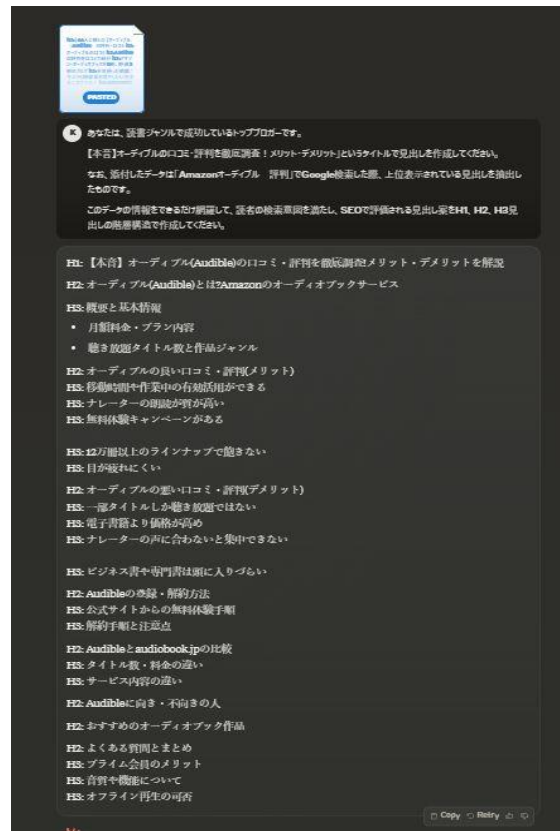 PASTED
K
あなたは、読書ジャンルで成功しているトップブロガーです。
【本音】オーディブルの口コミ・評判を徹底調査！メリット・デメリット」というタイトルで見出しを作成してください。
なお、添付したデータは「Amazonオーディブル　評判」でGoogle検索した際、上位表示されている見出しを抽出し
たものです。
このデータの情報をできるだけ網羅して、読者の検索意図を満たし、SEOで評価される見出し案をH1, H2, H3見
出しの階層構造で作成してください。
H1: 【本音】オーディブル(Audible)の口コミ・評判を徹底調査!メリット・デメリットを解説
H2: オーディブル(Audible)とは?Amazonのオーディオブックサービス
H3: 概要と基本情報
• 月額料金・プラン内容
• 聴き放題タイトル数と作品ジャンル
H2: オーディブルの良い口コミ・評判(メリット)
H3: 移動時間や作業中の有効活用ができる
H3: ナレーターの朗読が質が高い
H3: 無料体験キャンペーンがある
H3: 12万冊以上のラインナップで飽きない
H3: 目が疲れにくい
H2: オーディブルの悪い口コミ・評判(デメリット)
H3: 一部タイトルしか聴き放題ではない
H3: 電子書籍より価格が高め
H3: ナレーターの声に合わないと集中できない
H3: ビジネス書や専門書は頭に入りづらい
H2: Audibleの登録・解約方法
H3: 公式サイトからの無料体験手順
H3: 解約手順と注意点
H2: Audibleとaudiobook.jpの比較
H3: タイトル数・料金の違い
H3: サービス内容の違い
H2: Audibleに向き・不向きの人
H2: おすすめのオーディオブック作品
H2: よくある質問とまとめ
H3: プライム会員のメリット
H3: 音質や機能について
H3: オフライン再生の可否
Copy Retry